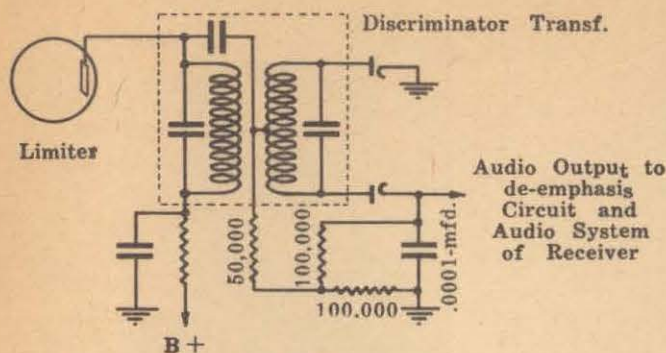 Discriminator Transf.
Limiter
Audio Output to
de-emphasis
Circuit and
Audio System
of Receiver
50,000
100,000
.0001-mfd.
100.000
B+